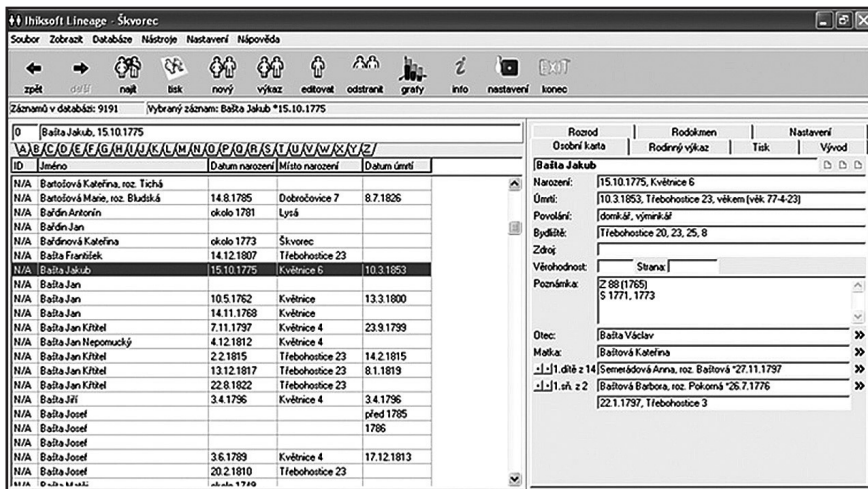 Ihiksoft Lineage - Škvorec
Soubor Zobrazit Databáze Nástroje Nastavení Nápověda
zpět další najít tisk nový výkaz editovat odstranit grafy info nastavení konec
EXIT
Záznamů v databázi: 9191 Vybraný záznam: Bašta Jakub *15.10.1775
0 Bašta Jakub, 15.10.1775
\A/B/C/D/E/F/G/H/I/J/K/L/M/N/O/P/Q/R/S/T/U/V/W/X/Y/Z/
ID Jméno Datum narození Místo narození Datum úmrtí
N/A Bartošová Kateřina, roz. Tichá
N/A Bartošová Marie, roz. Bludská 14.8.1785 Dobročovice 7 8.7.1826
N/A Bardin Antonín okolo 1781 Lysá
N/A Bardin Jan
N/A Bardinová Kateřina okolo 1773 Škvorec
N/A Bašta František 14.12.1807 Třebohostice 23
N/A Bašta Jakub 15.10.1775 Květnice 6 10.3.1853
N/A Bašta Jan
N/A Bašta Jan 10.5.1762 Květnice 13.3.1800
N/A Bašta Jan 14.11.1768 Květnice
N/A Bašta Jan Křtitel 7.11.1797 Květnice 4 23.9.1799
N/A Bašta Jan Nepomucký 4.12.1812 Květnice 4
N/A Bašta Jan Křtitel 2.2.1815 Třebohostice 23 14.2.1815
N/A Bašta Jan Křtitel 13.12.1817 Třebohostice 23 8.1.1819
N/A Bašta Jan Křtitel 22.8.1822 Třebohostice 23
N/A Bašta Jiří 3.4.1796 Květnice 4 3.4.1796
N/A Bašta Josef před 1785
N/A Bašta Josef 1786
N/A Bašta Josef
N/A Bašta Josef 3.6.1789 Květnice 4 17.12.1813
N/A Bašta Josef 20.2.1810 Třebohostice 23
N/A Bašta Matěj okolo 1749
Rozrod Rodokmen Nastavení
Osobní karta Rodinný výkaz Tisk Vývod
Bašta Jakub
Narození: 15.10.1775, Květnice 6
Úmrtí: 10.3.1853, Třebohostice 23, věkem (věk 77-4-23)
Povolání: domkář, výminkář
Bydliště: Třebohostice 20, 23, 25, 8
Zdroj:
Věrohodnost: Strana:
Poznámka: Z 88 (1765)
S 1771, 1773
Otec: Bašta Václav »
Matka: Baštová Kateřina »
1.dítě z 14 Semerádová Anna, roz. Baštová *27.11.1797 »
1.sň. z 2 Baštová Barbora, roz. Pokorná *26.7.1776 »
22.1.1797, Třebohostice 3